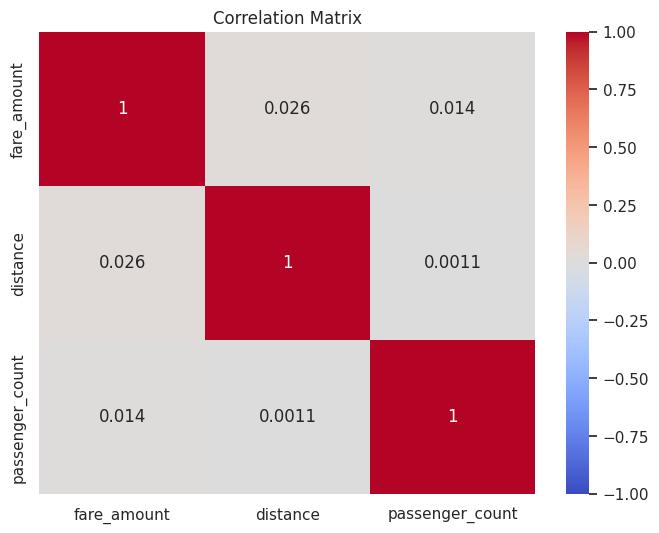 Correlation Matrix
fare_amount
1
0.026
0.014
distance
0.026
1
0.0011
passenger_count
0.014
0.0011
1
fare_amount
distance
passenger_count
1.00
0.75
0.50
0.25
0.00
−0.25
−0.50
−0.75
−1.00